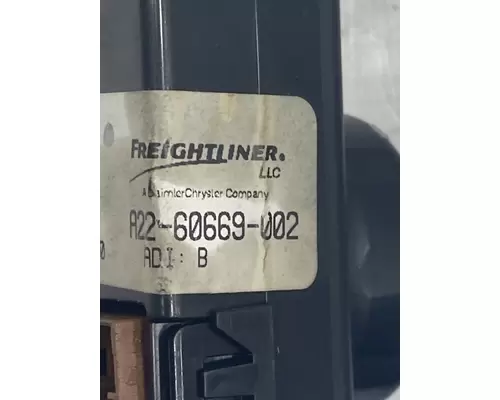 FREIGHTLINER.
LLC
A DaimlerChrysler Company
A22-60669-002
ADJ: B